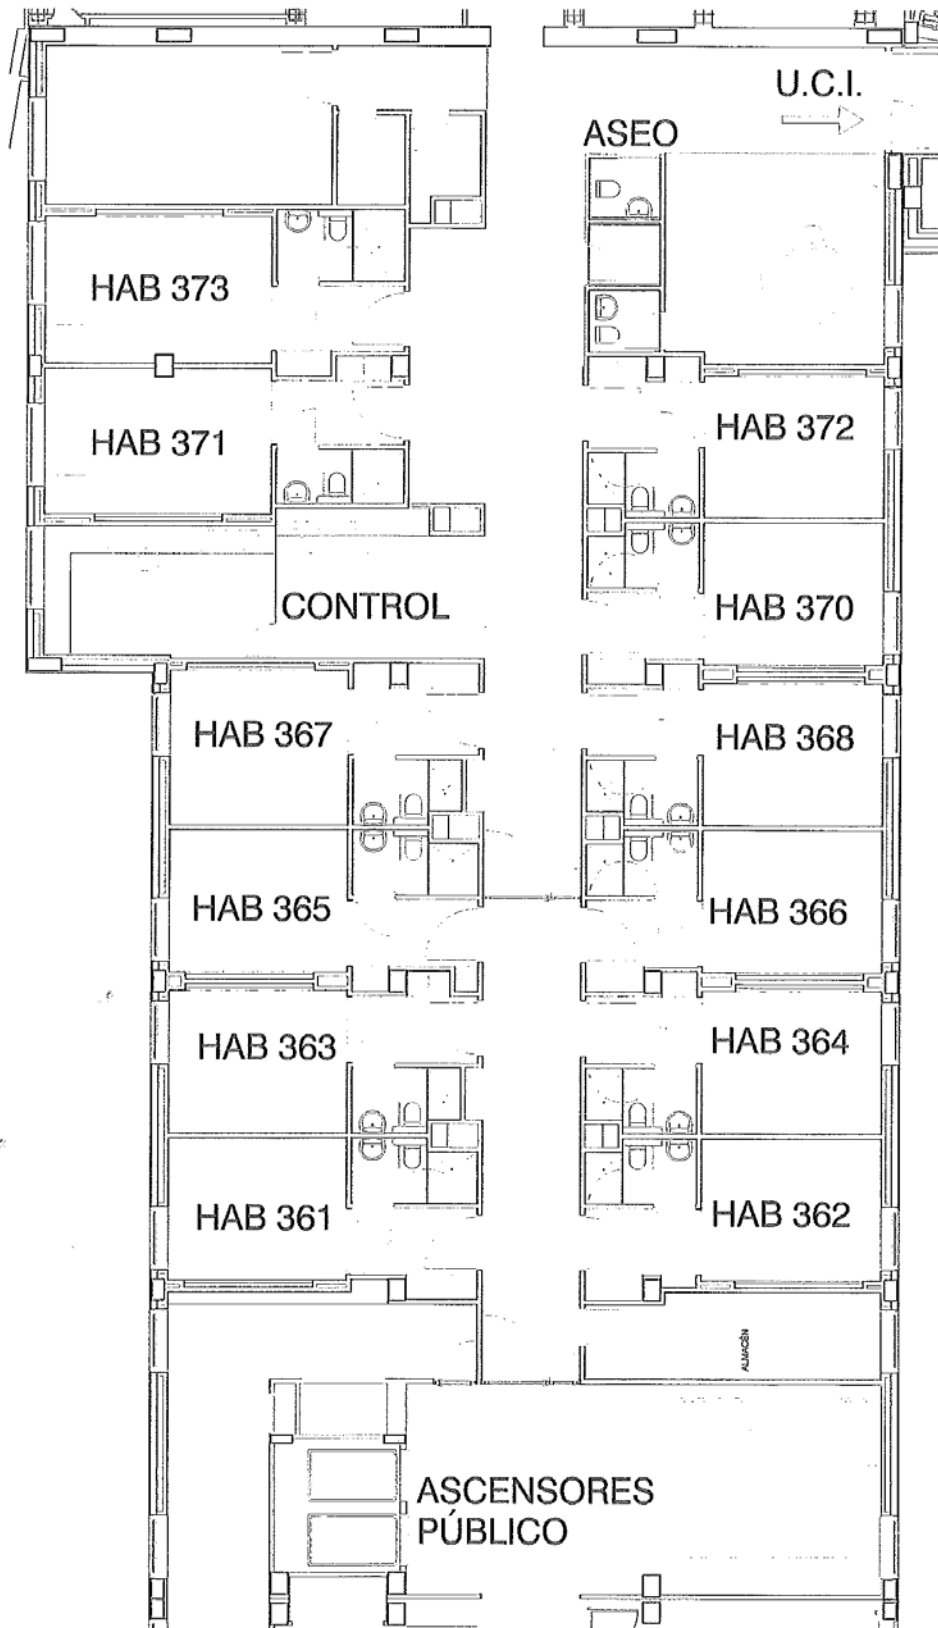 U.C.I.
ASEO
HAB 373
HAB 371
HAB 372
CONTROL
HAB 370
HAB 367
HAB 368
HAB 365
HAB 366
HAB 363
HAB 364
HAB 361
HAB 362
ALMACÉN
ASCENSORES
PÚBLICO